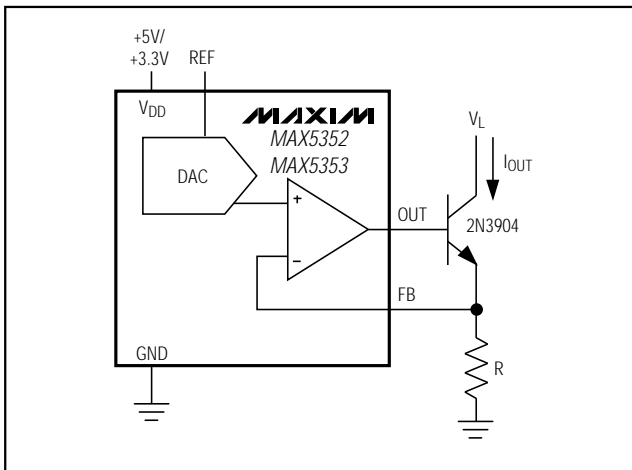 +5V/
+3.3V
REF
VDD
MAXIM
MAX5352
MAX5353
DAC
+
−
OUT
FB
GND
VL
IOUT
2N3904
R